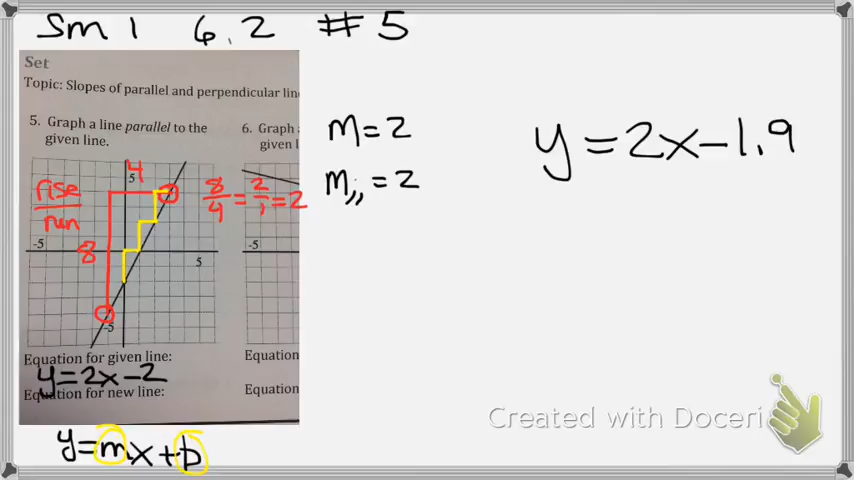 Sm 1 6.2 #5
Set
Topic: Slopes of parallel and perpendicular
5. Graph a line parallel to the
given line.
6. Graph
given l
4
5
rise
run
8
-5
5
-5
8/4 = 2/1 = 2
-5
Equation for given line:
y=2x-2
Equation for new line:
Equation
Equation
y=mx+b
m=2
m,, =2
y=2x-1.9
Created with Doceri